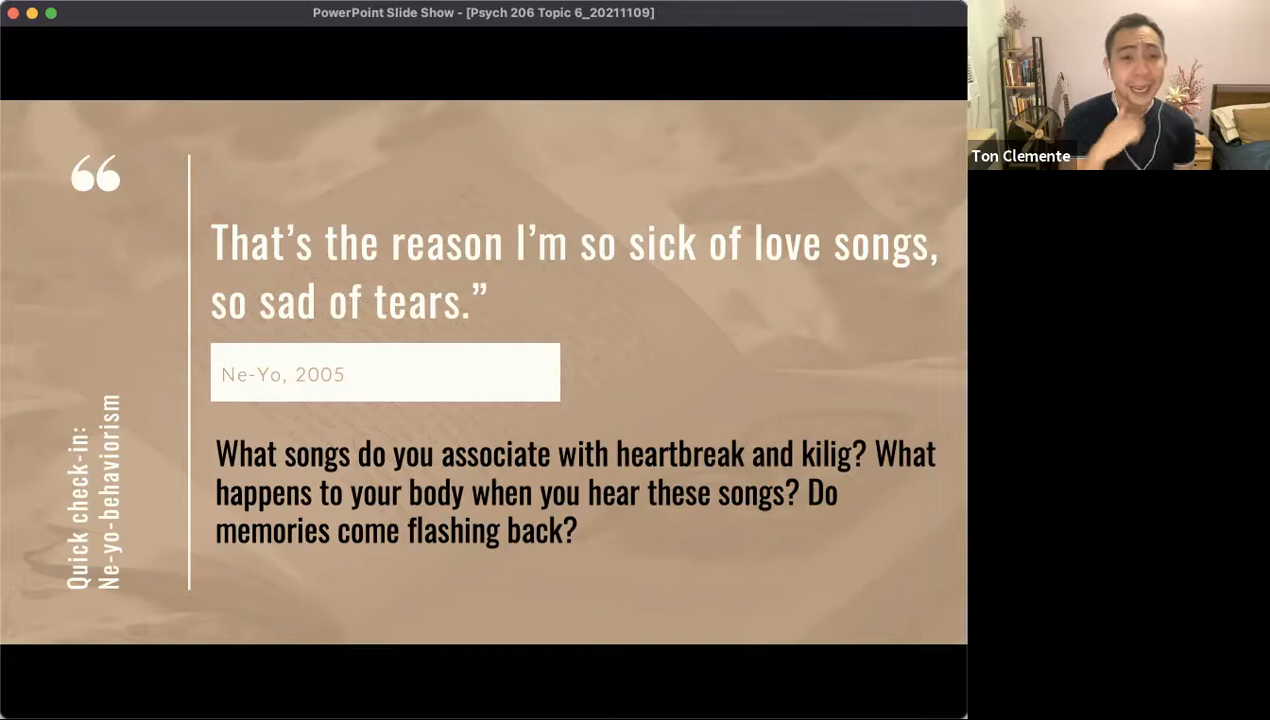 PowerPoint Slide Show - [Psych 206 Topic 6_20211109]
Ton Clemente
“
That’s the reason I’m so sick of love songs,
so sad of tears.”
Ne-Yo, 2005
What songs do you associate with heartbreak and kilig? What
happens to your body when you hear these songs? Do
memories come flashing back?
Quick check-in:
Ne-yo-behaviorism